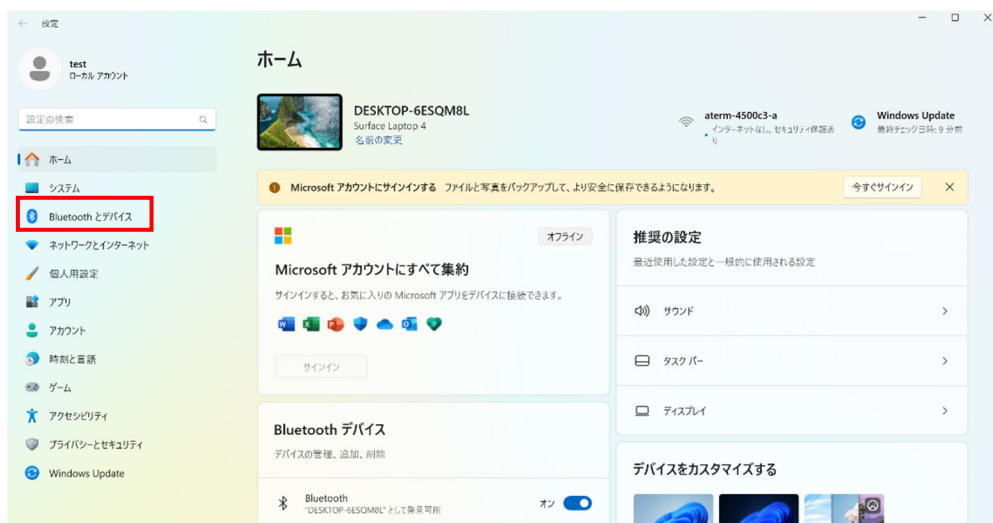 設定
test
ローカル アカウント
設定の検索
ホーム
システム
Bluetooth とデバイス
ネットワークとインターネット
個人用設定
アプリ
アカウント
時刻と言語
ゲーム
アクセシビリティ
プライバシーとセキュリティ
Windows Update
ホーム
DESKTOP-6ESQM8L
Surface Laptop 4
名前の変更
aterm-4500c3-a
インターネットなし、セキュリティ保護あ
り
Windows Update
最終チェック日時: 9 分前
Microsoft アカウントにサインインする ファイルと写真をバックアップして、より安全に保存できるようになります。
今すぐサインイン
オフライン
Microsoft アカウントにすべて集約
サインインすると、お気に入りの Microsoft アプリをデバイスに接続できます。
サインイン
Bluetooth デバイス
デバイスの管理、追加、削除
Bluetooth
"DESKTOP-6ESQM8L" として発見可能
オン
推奨の設定
最近使用した設定と一般的に使用される設定
サウンド
タスク バー
ディスプレイ
デバイスをカスタマイズする